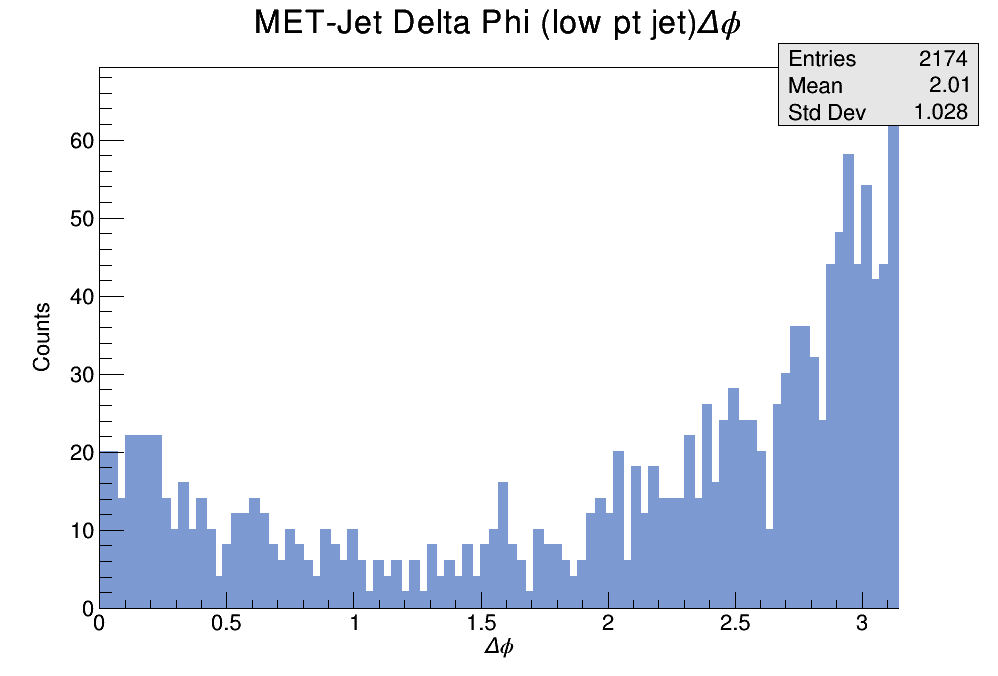 MET-Jet Delta Phi (low pt jet)Δϕ
Entries 2174
Mean 2.01
Std Dev 1.028
60
50
40
30
20
10
0
Counts
0 0.5 1 1.5 2 2.5 3
Δϕ